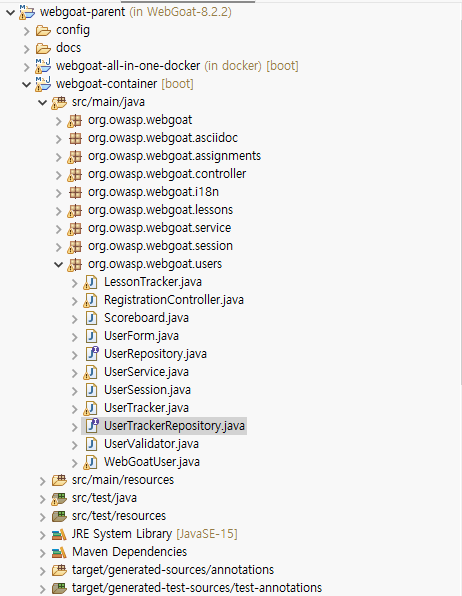 webgoat-parent (in WebGoat-8.2.2)
config
docs
webgoat-all-in-one-docker (in docker) [boot]
webgoat-container [boot]
src/main/java
org.owasp.webgoat
org.owasp.webgoat.asciidoc
org.owasp.webgoat.assignments
org.owasp.webgoat.controller
org.owasp.webgoat.i18n
org.owasp.webgoat.lessons
org.owasp.webgoat.service
org.owasp.webgoat.session
org.owasp.webgoat.users
LessonTracker.java
RegistrationController.java
Scoreboard.java
UserForm.java
UserRepository.java
UserService.java
UserSession.java
UserTracker.java
UserTrackerRepository.java
UserValidator.java
WebGoatUser.java
src/main/resources
src/test/java
src/test/resources
JRE System Library [JavaSE-15]
Maven Dependencies
target/generated-sources/annotations
target/generated-test-sources/test-annotations